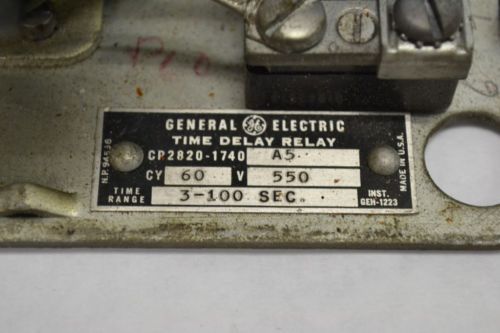 GENERAL GE ELECTRIC
TIME DELAY RELAY
CR2820-1740 A5
CY 60 V 550
TIME RANGE 3-100 SEC.
INST. GEH-1223
MADE IN U.S.A.